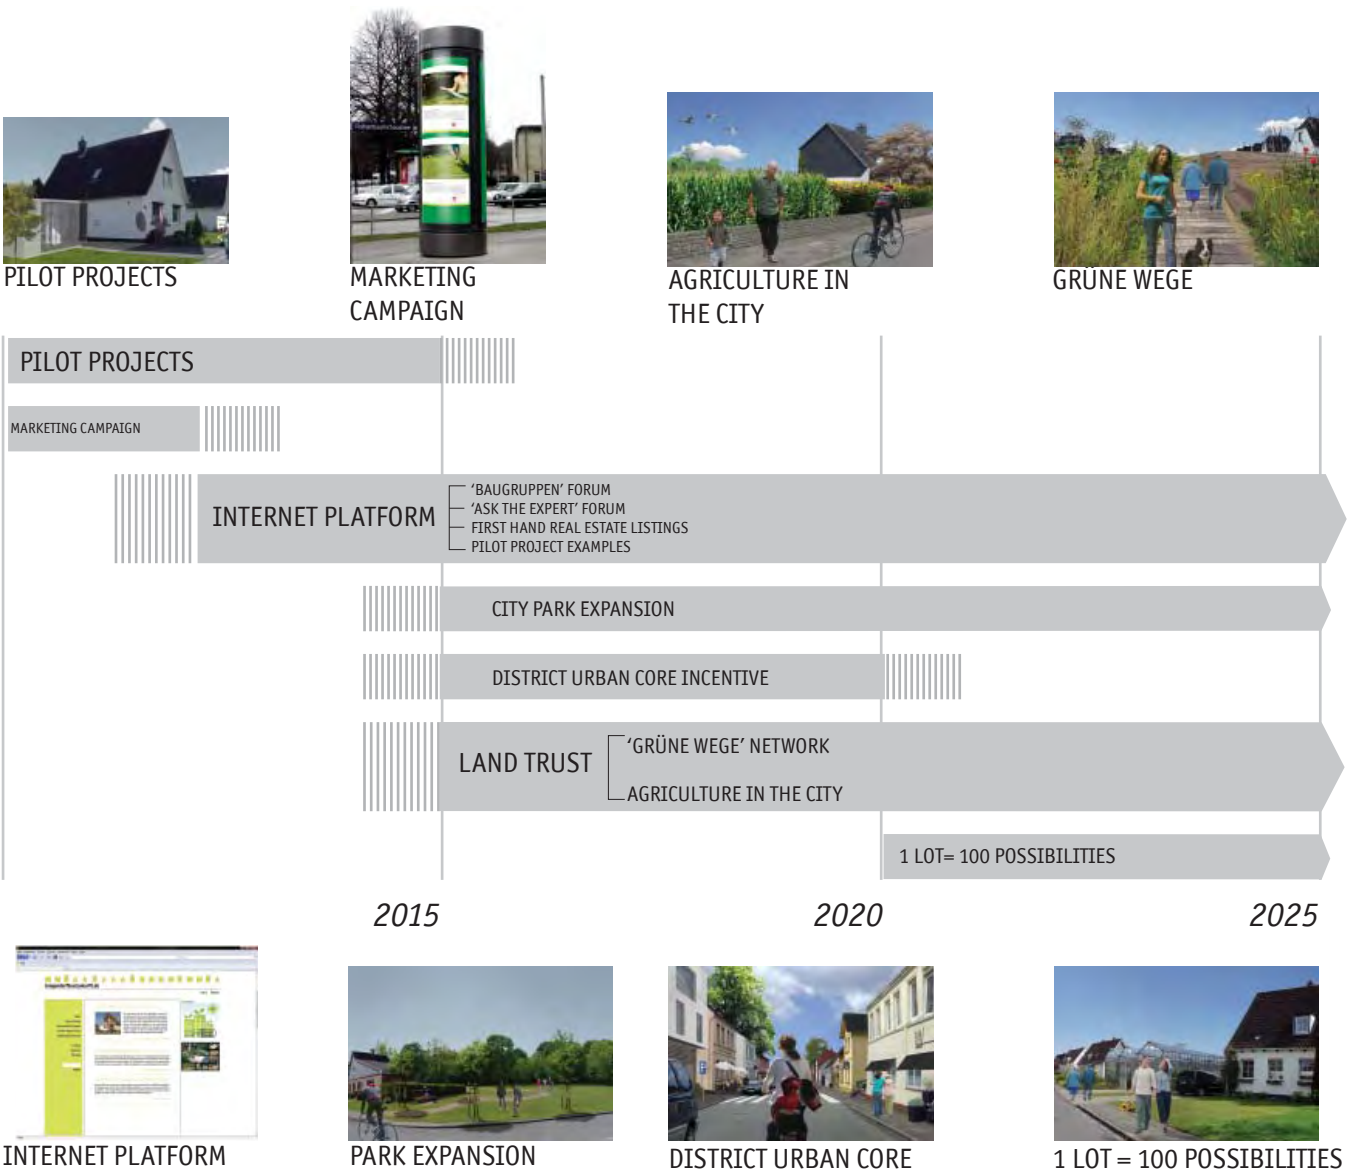 PILOT PROJECTS
MARKETING
CAMPAIGN
AGRICULTURE IN
THE CITY
GRÜNE WEGE
PILOT PROJECTS
MARKETING CAMPAIGN
INTERNET PLATFORM
‘BAUGRUPPEN’ FORUM
‘ASK THE EXPERT’ FORUM
FIRST HAND REAL ESTATE LISTINGS
PILOT PROJECT EXAMPLES
CITY PARK EXPANSION
DISTRICT URBAN CORE INCENTIVE
LAND TRUST
‘GRÜNE WEGE’ NETWORK
AGRICULTURE IN THE CITY
1 LOT= 100 POSSIBILITIES
2015
2020
2025
INTERNET PLATFORM
PARK EXPANSION
DISTRICT URBAN CORE
1 LOT = 100 POSSIBILITIES